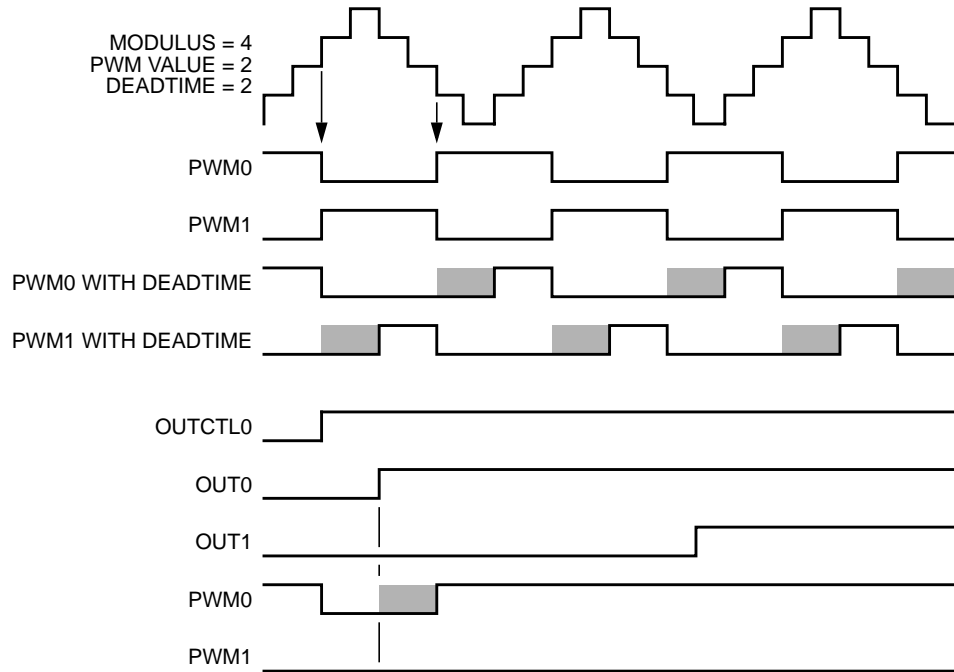 MODULUS = 4
PWM VALUE = 2
DEADTIME = 2
PWM0
PWM1
PWM0 WITH DEADTIME
PWM1 WITH DEADTIME
OUTCTL0
OUT0
OUT1
PWM0
PWM1